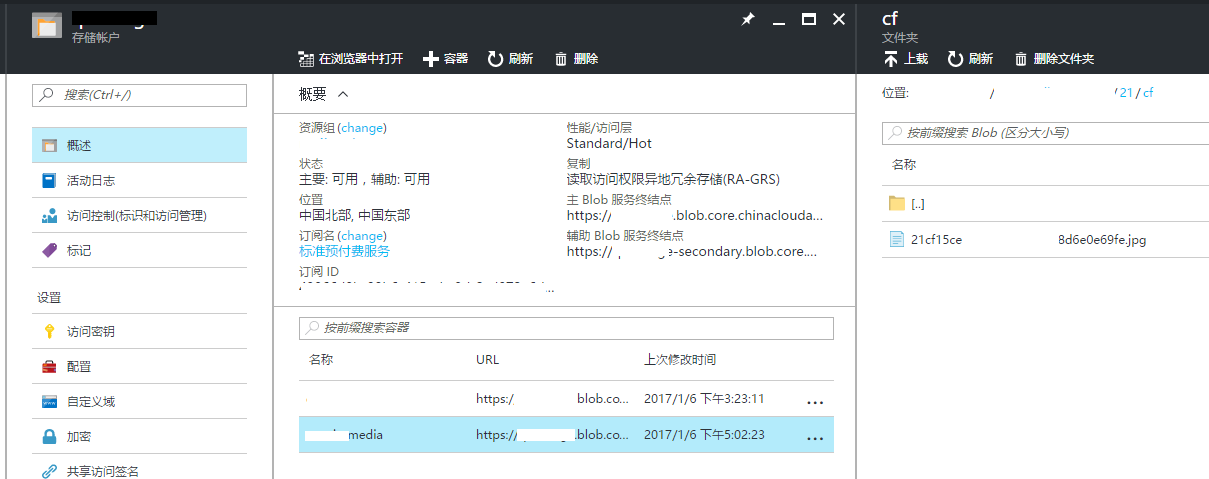 存储帐户
在浏览器中打开 容器 刷新 删除
搜索(Ctrl+/)
概述
活动日志
访问控制(标识和访问管理)
标记
设置
访问密钥
配置
自定义域
加密
共享访问签名
概要
资源组 (change)
状态
主要: 可用，辅助: 可用
位置
中国北部, 中国东部
订阅名 (change)
标准预付费服务
订阅 ID
性能/访问层
Standard/Hot
复制
读取访问权限异地冗余存储(RA-GRS)
主 Blob 服务终结点
https:// .blob.core.chinaclouda...
辅助 Blob 服务终结点
https:// e-secondary.blob.core....
按前缀搜索容器
名称 URL 上次修改时间
https:/ blob.co... 2017/1/6 下午3:23:11 ...
media https:// .blob.co... 2017/1/6 下午5:02:23 ...
cf
文件夹
上载 刷新 删除文件夹
位置: / / 21 / cf
按前缀搜索 Blob (区分大小写)
名称
[..]
21cf15ce 8d6e0e69fe.jpg